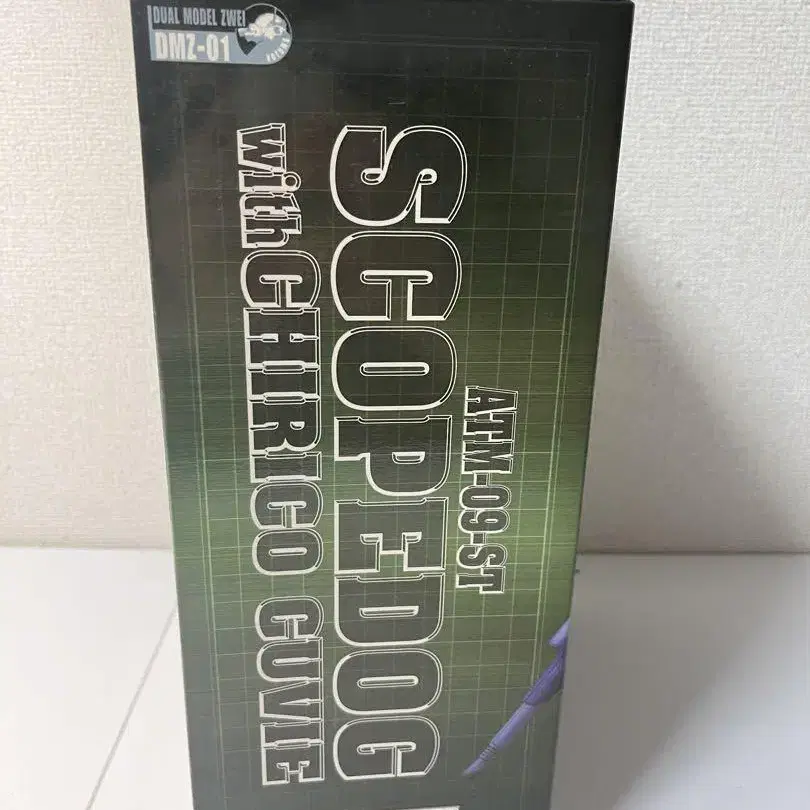 DUAL MODEL ZWEI
DMZ-01
ATM-09-ST
SCOPEDOG
with CHIRICO CUVIE